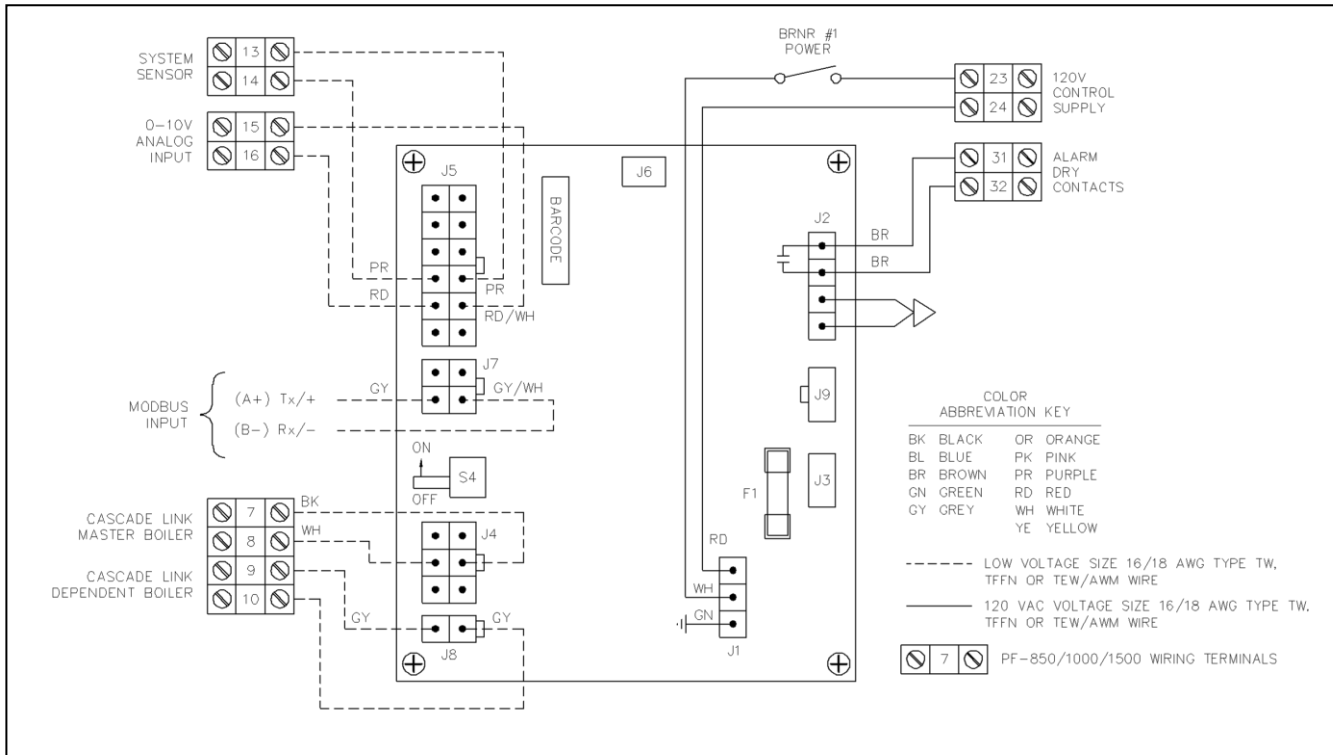 BRNR #1
POWER
SYSTEM
SENSOR
13
14
0-10V
ANALOG
INPUT
15
16
23
24
120V
CONTROL
SUPPLY
31
32
ALARM
DRY
CONTACTS
J5
BARCODE
J6
J2
PR
PR
RD
RD/WH
BR
BR
J7
GY
GY/WH
MODBUS
INPUT
(A+) Tx/+
(B-) Rx/-
ON
OFF
S4
J9
J3
F1
CASCADE LINK
MASTER BOILER
CASCADE LINK
DEPENDENT BOILER
7
8
9
10
BK
WH
GY
GY
J4
J8
RD
WH
GN
J1
COLOR
ABBREVIATION KEY
BK BLACK OR ORANGE
BL BLUE PK PINK
BR BROWN PR PURPLE
GN GREEN RD RED
GY GREY WH WHITE
YE YELLOW
LOW VOLTAGE SIZE 16/18 AWG TYPE TW,
TFFN OR TEW/AWM WIRE
120 VAC VOLTAGE SIZE 16/18 AWG TYPE TW,
TFFN OR TEW/AWM WIRE
7 PF-850/1000/1500 WIRING TERMINALS